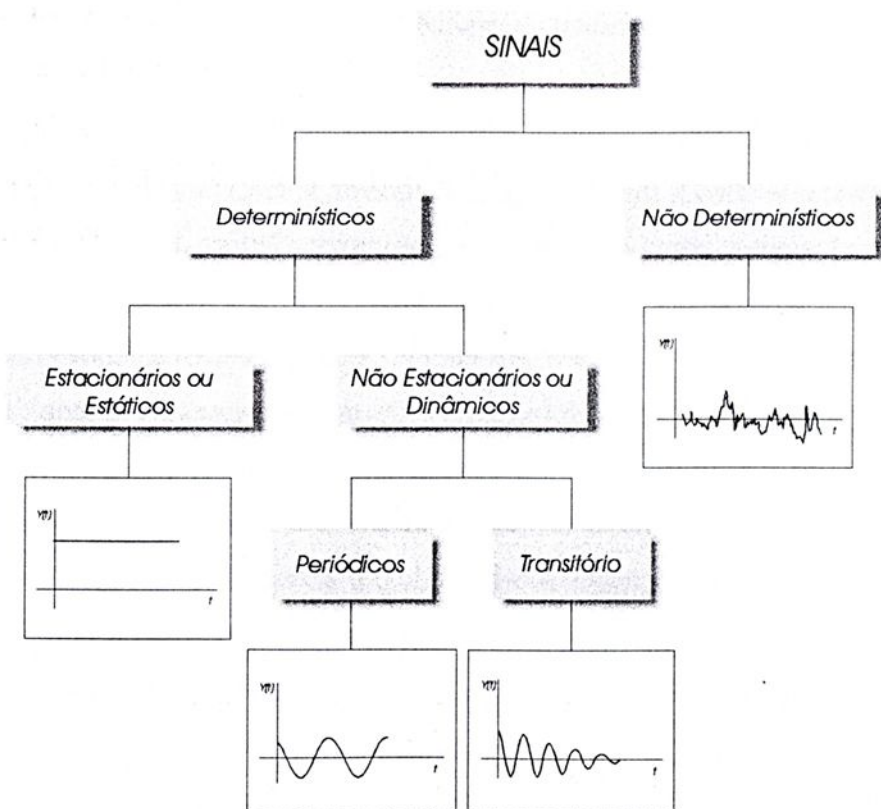 SINAIS
Determinísticos
Não Determinísticos
Estacionários ou
Estáticos
Não Estacionários ou
Dinâmicos
V(t)
t
V(t)
t
Periódicos
Transitório
V(t)
t
V(t)
t